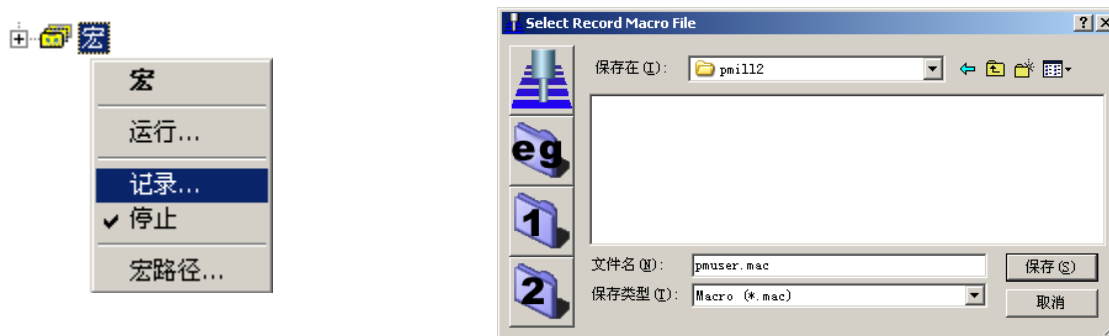 宏
宏
运行...
记录...
停止
宏路径...
Select Record Macro File
保存在(I):
pmill2
eg
1
2
文件名(N):
pmuser.mac
保存(S)
保存类型(T):
Macro (*.mac)
取消